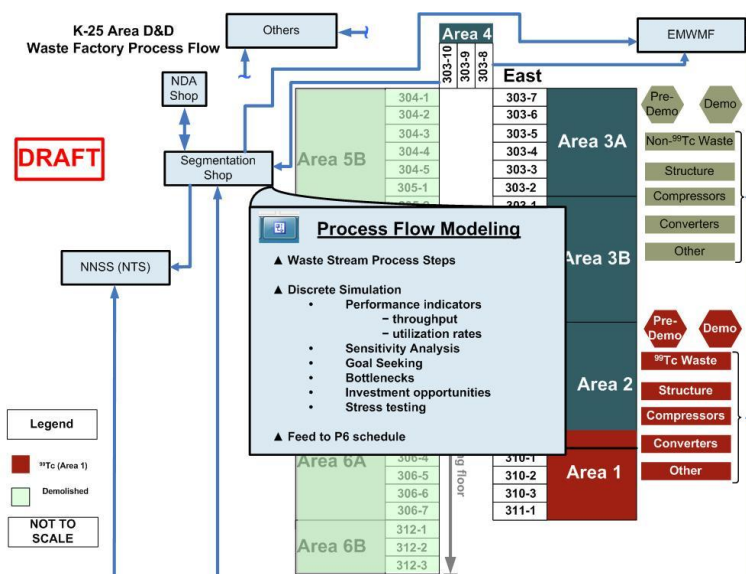 K-25 Area D&D
Waste Factory Process Flow
Others
EMWMF
Area 4
303-10
303-9
303-8
East
NDA
Shop
DRAFT
Segmentation
Shop
NNSS (NTS)
Area 5B
304-1
304-2
304-3
304-4
304-5
305-1
303-7
303-6
303-5
303-4
303-3
303-2
303-1
Area 3A
Area 3B
Area 2
Area 1
Pre-
Demo
Demo
Non-⁹⁹Tc Waste
Structure
Compressors
Converters
Other
Process Flow Modeling
▲ Waste Stream Process Steps
▲ Discrete Simulation
• Performance indicators
− throughput
− utilization rates
• Sensitivity Analysis
• Goal Seeking
• Bottlenecks
• Investment opportunities
• Stress testing
▲ Feed to P6 schedule
Pre-
Demo
Demo
⁹⁹Tc Waste
Structure
Compressors
Converters
Other
Legend
⁹⁹Tc (Area 1)
Demolished
NOT TO
SCALE
Area 6A
306-4
306-5
306-6
306-7
Area 6B
312-1
312-2
312-3
floor
310-1
310-2
310-3
311-1